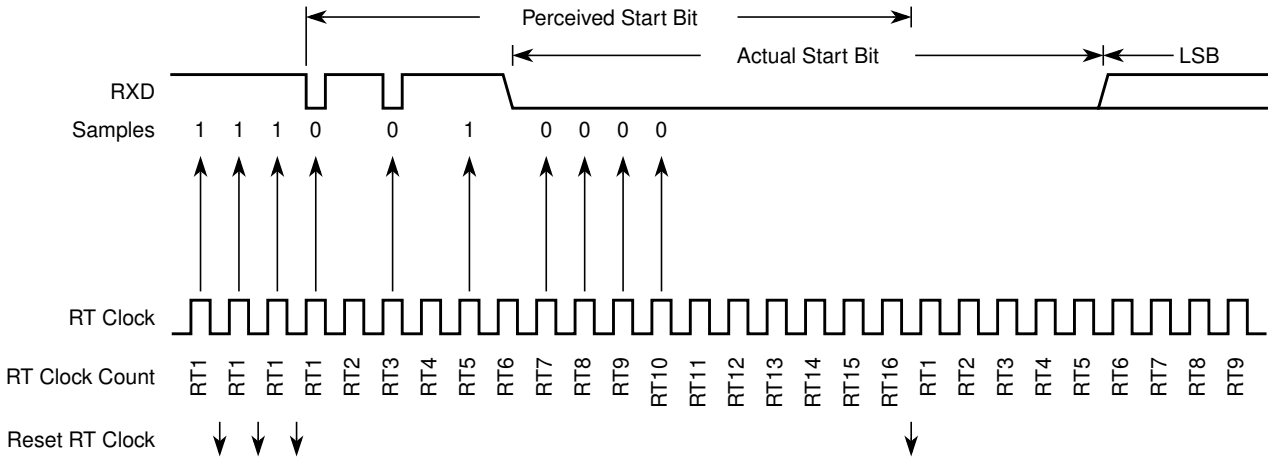 Perceived Start Bit
Actual Start Bit LSB
RXD
Samples 1 1 1 0 0 1 0 0 0 0
RT Clock
RT Clock Count RT1 RT1 RT1 RT1 RT2 RT3 RT4 RT5 RT6 RT7 RT8 RT9 RT10 RT11 RT12 RT13 RT14 RT15 RT16 RT1 RT2 RT3 RT4 RT5 RT6 RT7 RT8 RT9
Reset RT Clock